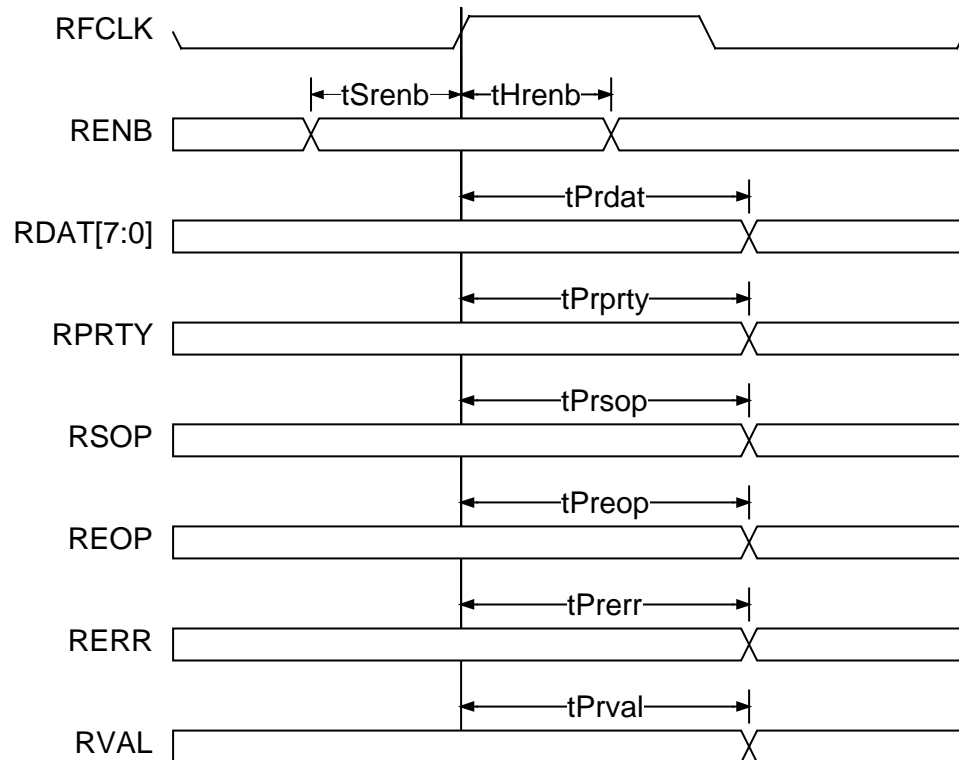 RFCLK
tSrenb tHrenb
RENB
tPrdat
RDAT[7:0]
tPrprty
RPRTY
tPrsop
RSOP
tPreop
REOP
tPrerr
RERR
tPrval
RVAL